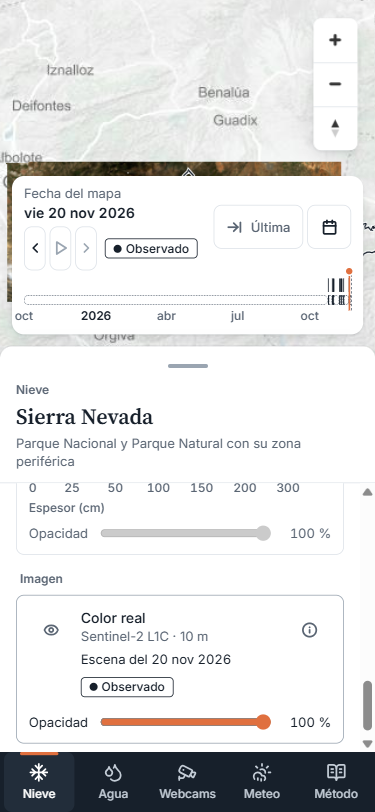 Iznalloz
Deifontes
Benalúa
Guadix
lbolote
Fecha del mapa
vie 20 nov 2026
Última
Observado
oct 2026 abr jul oct
Orgiva
Nieve
Sierra Nevada
Parque Nacional y Parque Natural con su zona
periférica
0 25 50 100 150 200 300
Espesor (cm)
Opacidad 100 %
Imagen
Color real
Sentinel-2 L1C · 10 m
Escena del 20 nov 2026
Observado
Opacidad 100 %
Nieve Agua Webcams Meteo Método